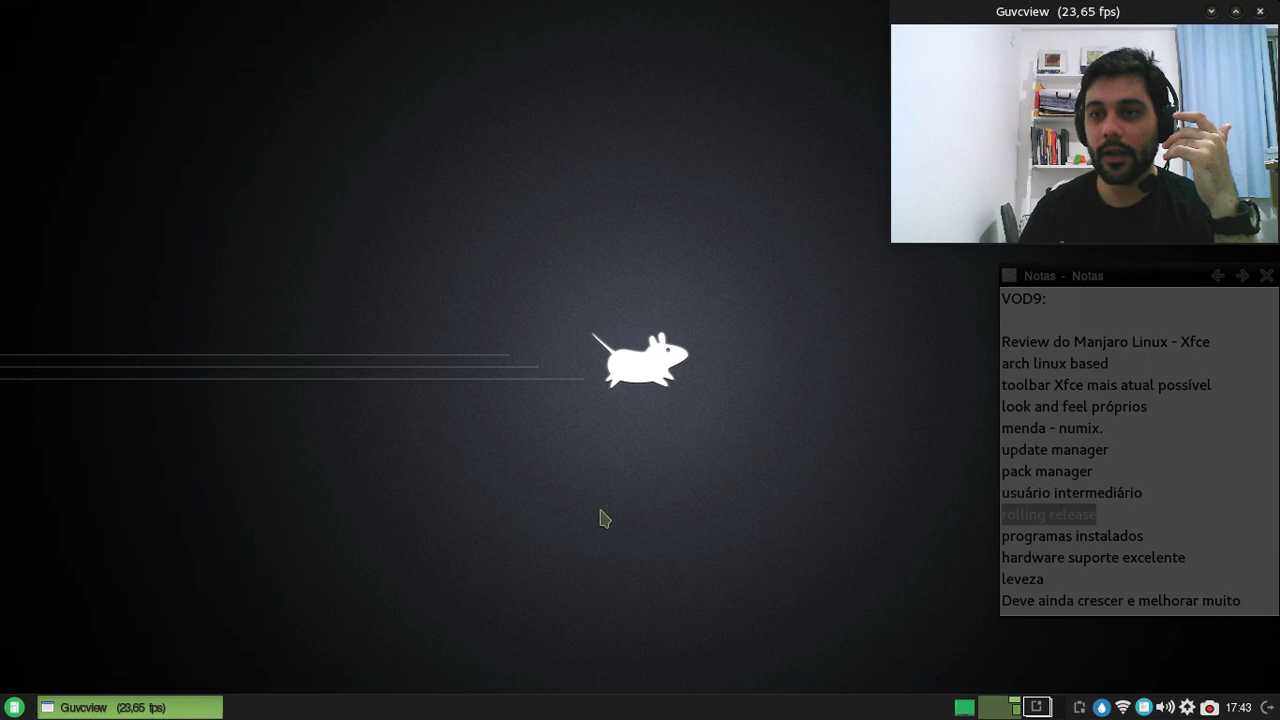 Guvcview (23,65 fps)
Notas - Notas
VOD9:
Review do Manjaro Linux - Xfce
arch linux based
toolbar Xfce mais atual possível
look and feel próprios
menda - numix.
update manager
pack manager
usuário intermediário
rolling release
programas instalados
hardware suporte excelente
leveza
Deve ainda crescer e melhorar muito
Guvcview (23,65 fps)
17:43